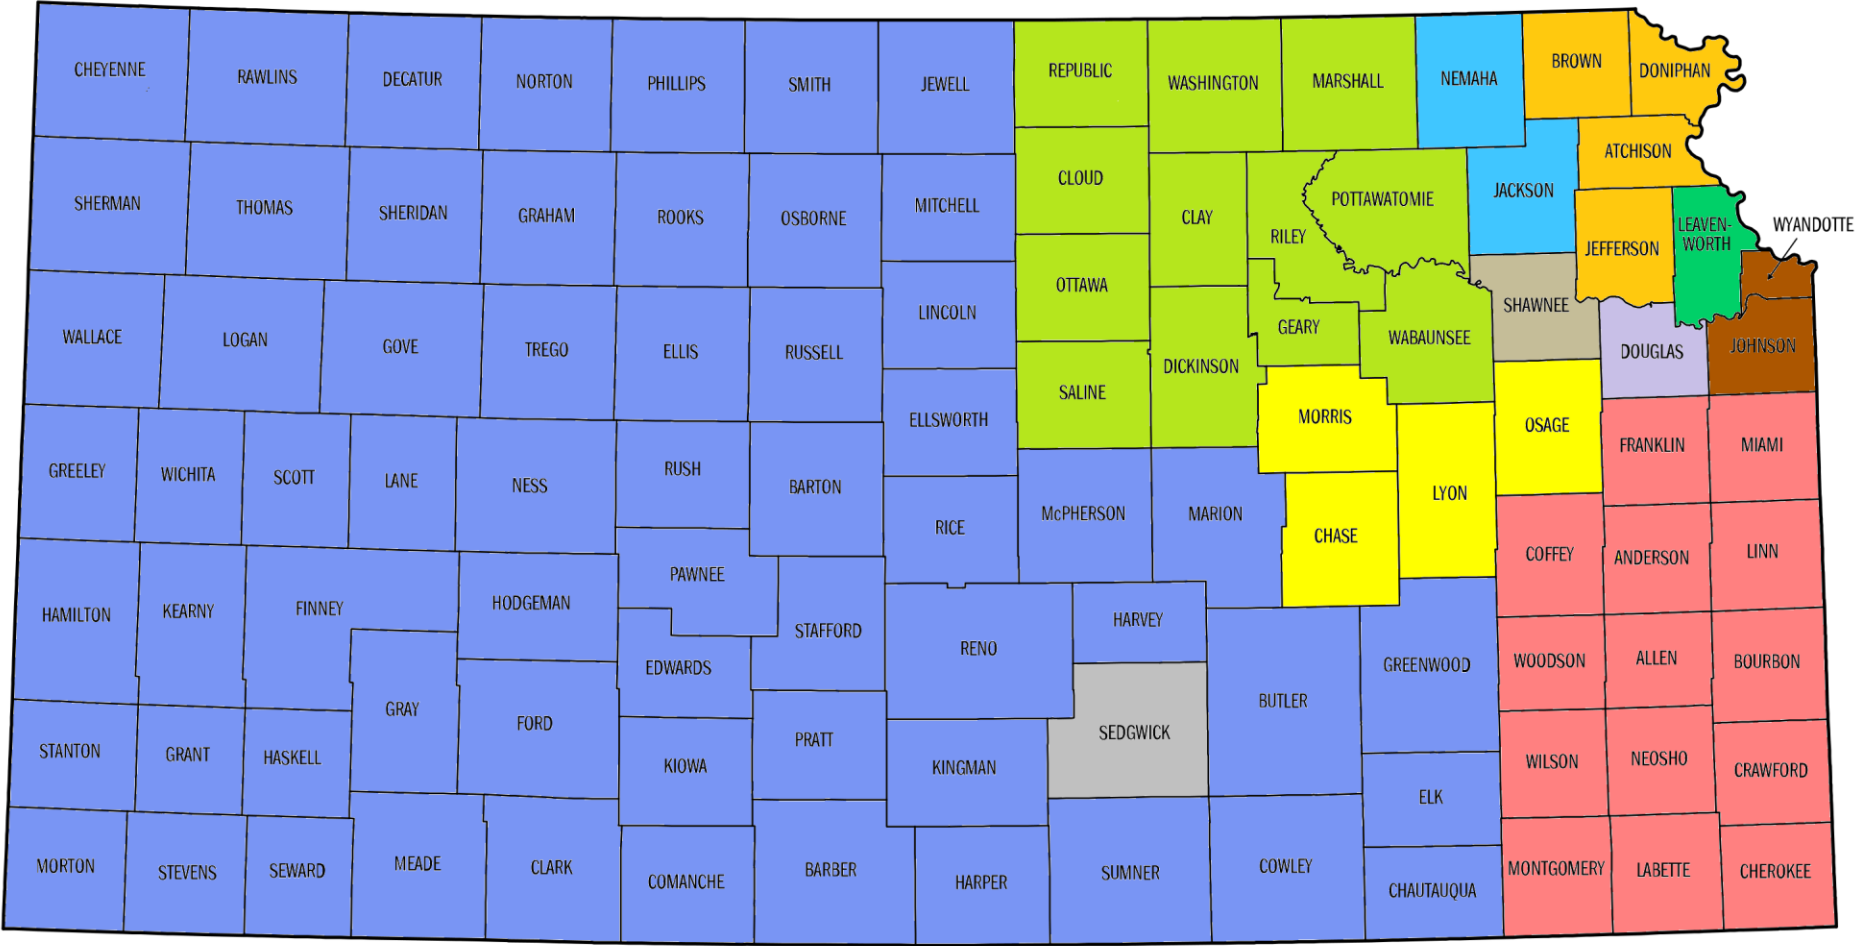 CHEYENNE
RAWLINS
DECATUR
NORTON
PHILLIPS
SMITH
JEWELL
REPUBLIC
WASHINGTON
MARSHALL
NEMAHA
BROWN
DONIPHAN
SHERMAN
THOMAS
SHERIDAN
GRAHAM
ROOKS
OSBORNE
MITCHELL
CLOUD
CLAY
RILEY
POTTAWATOMIE
JACKSON
ATCHISON
JEFFERSON
LEAVEN-
WORTH
WYANDOTTE
WALLACE
LOGAN
GOVE
TREGO
ELLIS
RUSSELL
LINCOLN
OTTAWA
GEARY
WABAUNSEE
SHAWNEE
DOUGLAS
JOHNSON
ELLSWORTH
SALINE
DICKINSON
MORRIS
OSAGE
FRANKLIN
MIAMI
GREELEY
WICHITA
SCOTT
LANE
NESS
RUSH
BARTON
RICE
McPHERSON
MARION
CHASE
LYON
COFFEY
ANDERSON
LINN
HAMILTON
KEARNY
FINNEY
HODGEMAN
PAWNEE
STAFFORD
EDWARDS
RENO
HARVEY
BUTLER
GREENWOOD
WOODSON
ALLEN
BOURBON
STANTON
GRANT
HASKELL
GRAY
FORD
KIOWA
PRATT
KINGMAN
SEDGWICK
ELK
WILSON
NEOSHO
CRAWFORD
MORTON
STEVENS
SEWARD
MEADE
CLARK
COMANCHE
BARBER
HARPER
SUMNER
COWLEY
CHAUTAUQUA
MONTGOMERY
LABETTE
CHEROKEE